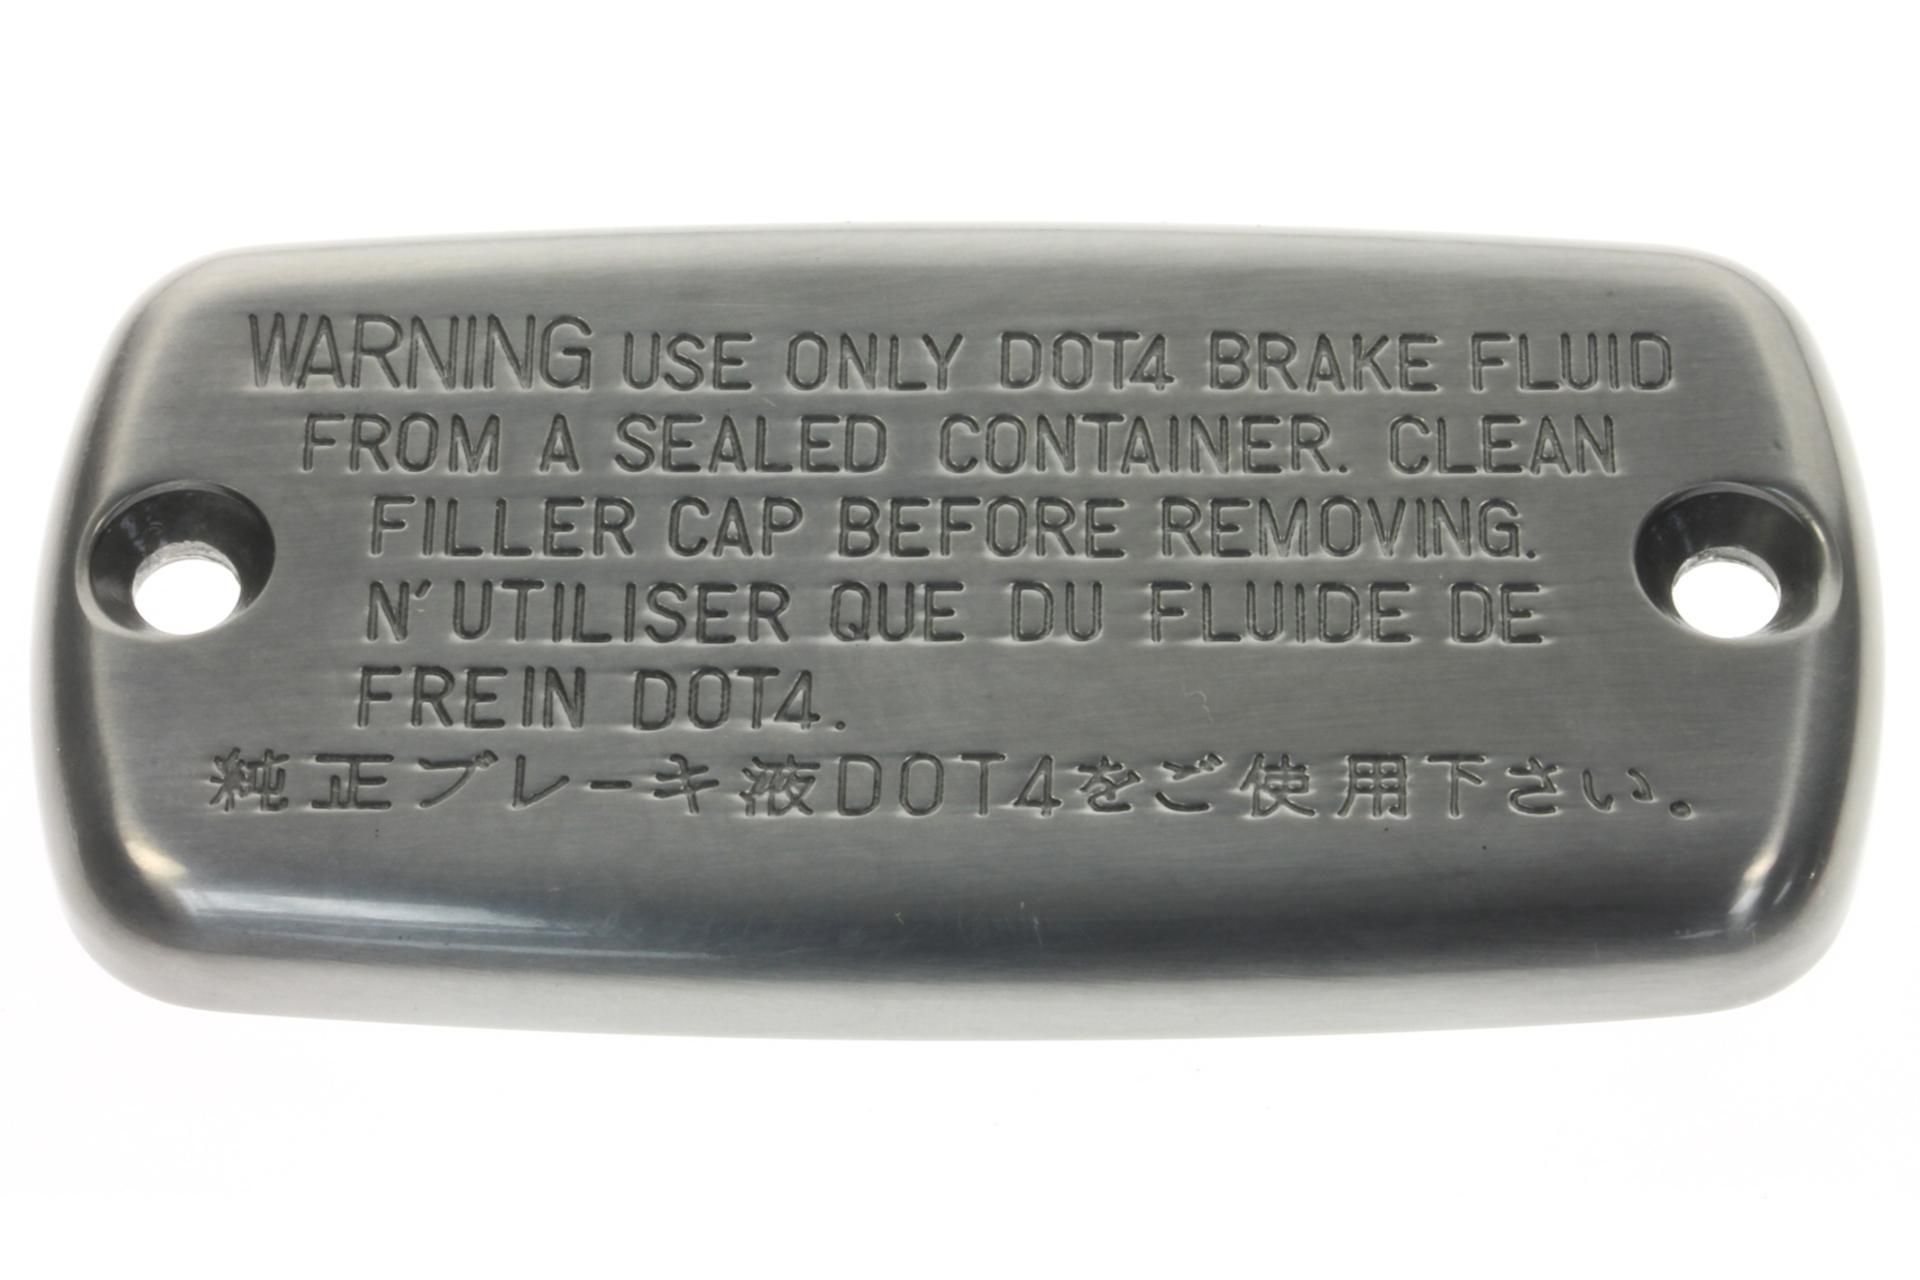 WARNING USE ONLY DOT4 BRAKE FLUID
FROM A SEALED CONTAINER. CLEAN
FILLER CAP BEFORE REMOVING.
N'UTILISER QUE DU FLUIDE DE
FREIN DOT4.
純正ブレーキ液DOT4をご使用下さい。